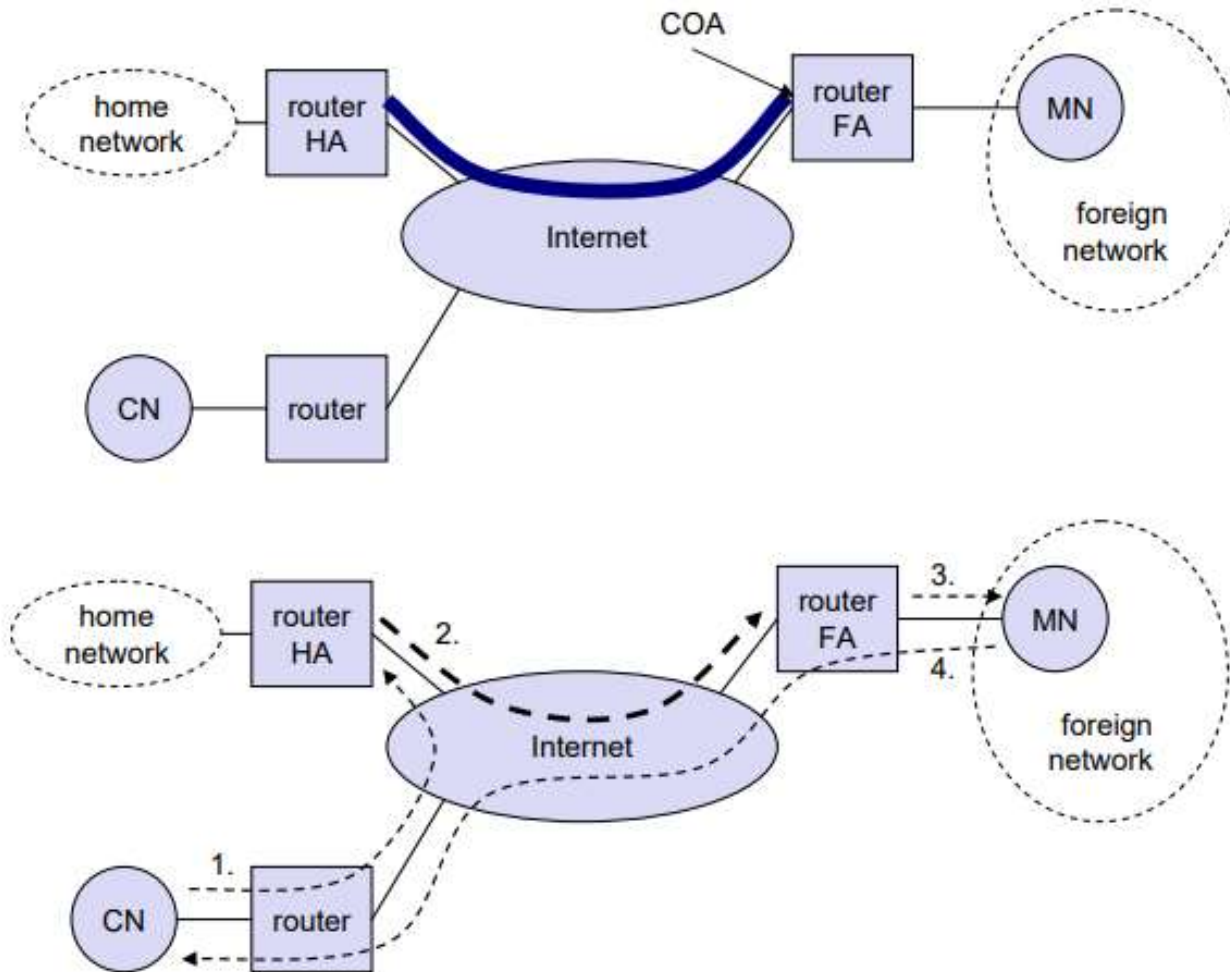 COA
home
network
router
HA
router
FA
MN
Internet
foreign
network
CN
router
home
network
router
HA
2.
router
FA
3.
MN
4.
Internet
foreign
network
1.
CN
router